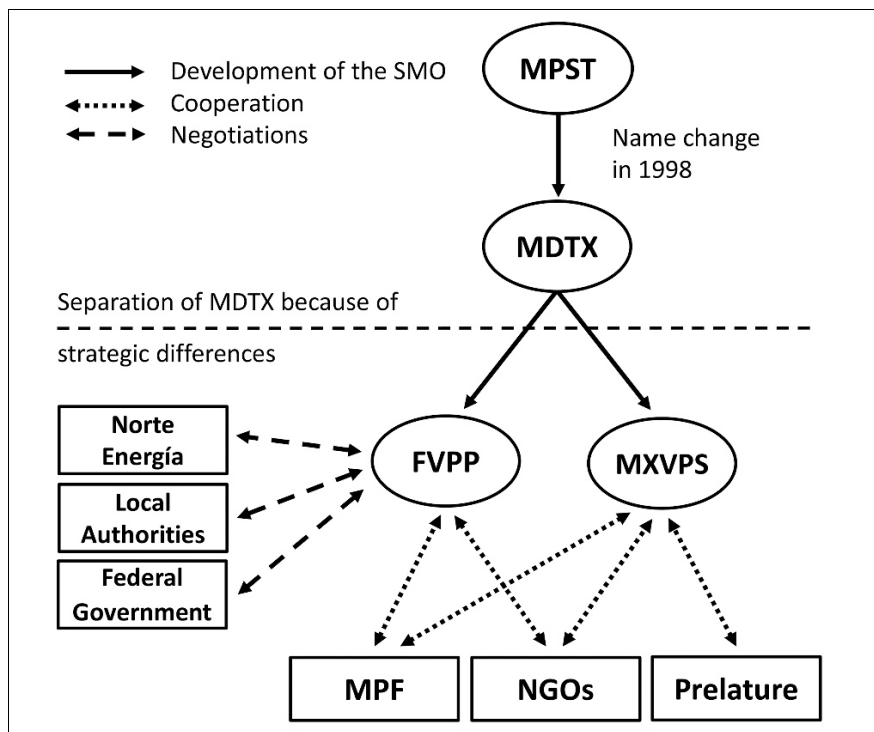 MPST
Development of the SMO
Cooperation
Negotiations
Name change
in 1998
MDTX
Separation of MDTX because of
strategic differences
Norte
Energía
Local
Authorities
Federal
Government
FVPP
MXVPS
MPF
NGOs
Prelature